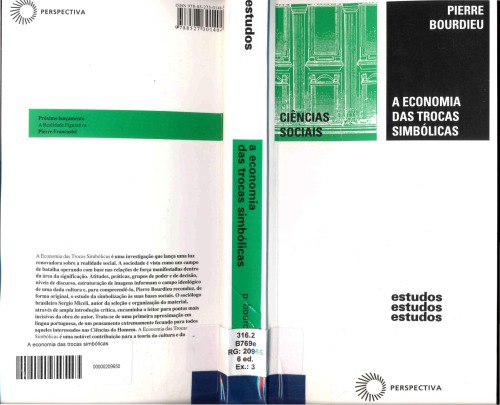 PERSPECTIVA
Próximo lançamento
A Realidade Figurativa
Pierre Francastel
A Economia das Trocas Simbólicas é uma investigação que lança uma luz
renovadora sobre a realidade social. A sociedade é vista como um campo
de batalha operando com base nas relações de força manifestadas dentro
da área da significação. Atitudes, práticas, grupos de poder e de decisão,
níveis de discurso, estruturação de imagens informam o campo ideológico
de uma dada cultura e, para compreendê-lo, Pierre Bourdieu reconduz, de
forma original, o estudo da simbolização às suas bases sociais. O sociólogo
brasileiro Sergio Miceli, autor da seleção e organização do material,
através de ampla introdução crítica, encaminha o leitor para pontos mais
incisivos da obra do autor. Trata-se de uma primeira aproximação em
língua portuguesa, de um pensamento extremamente fecundo para todos
aqueles interessados nas Ciências do Homem. A Economia das Trocas
Simbólicas é uma notável contribuição para a teoria da cultura e da
A economia das trocas simbólicas
00000209650
estudos
a economia
das trocas simbólicas
316.2
B769e
6 ed.
Ex.: 3
PIERRE
BOURDIEU
A ECONOMIA
DAS TROCAS
SIMBÓLICAS
CIÊNCIAS
SOCIAIS
estudos
estudos
estudos
PERSPECTIVA